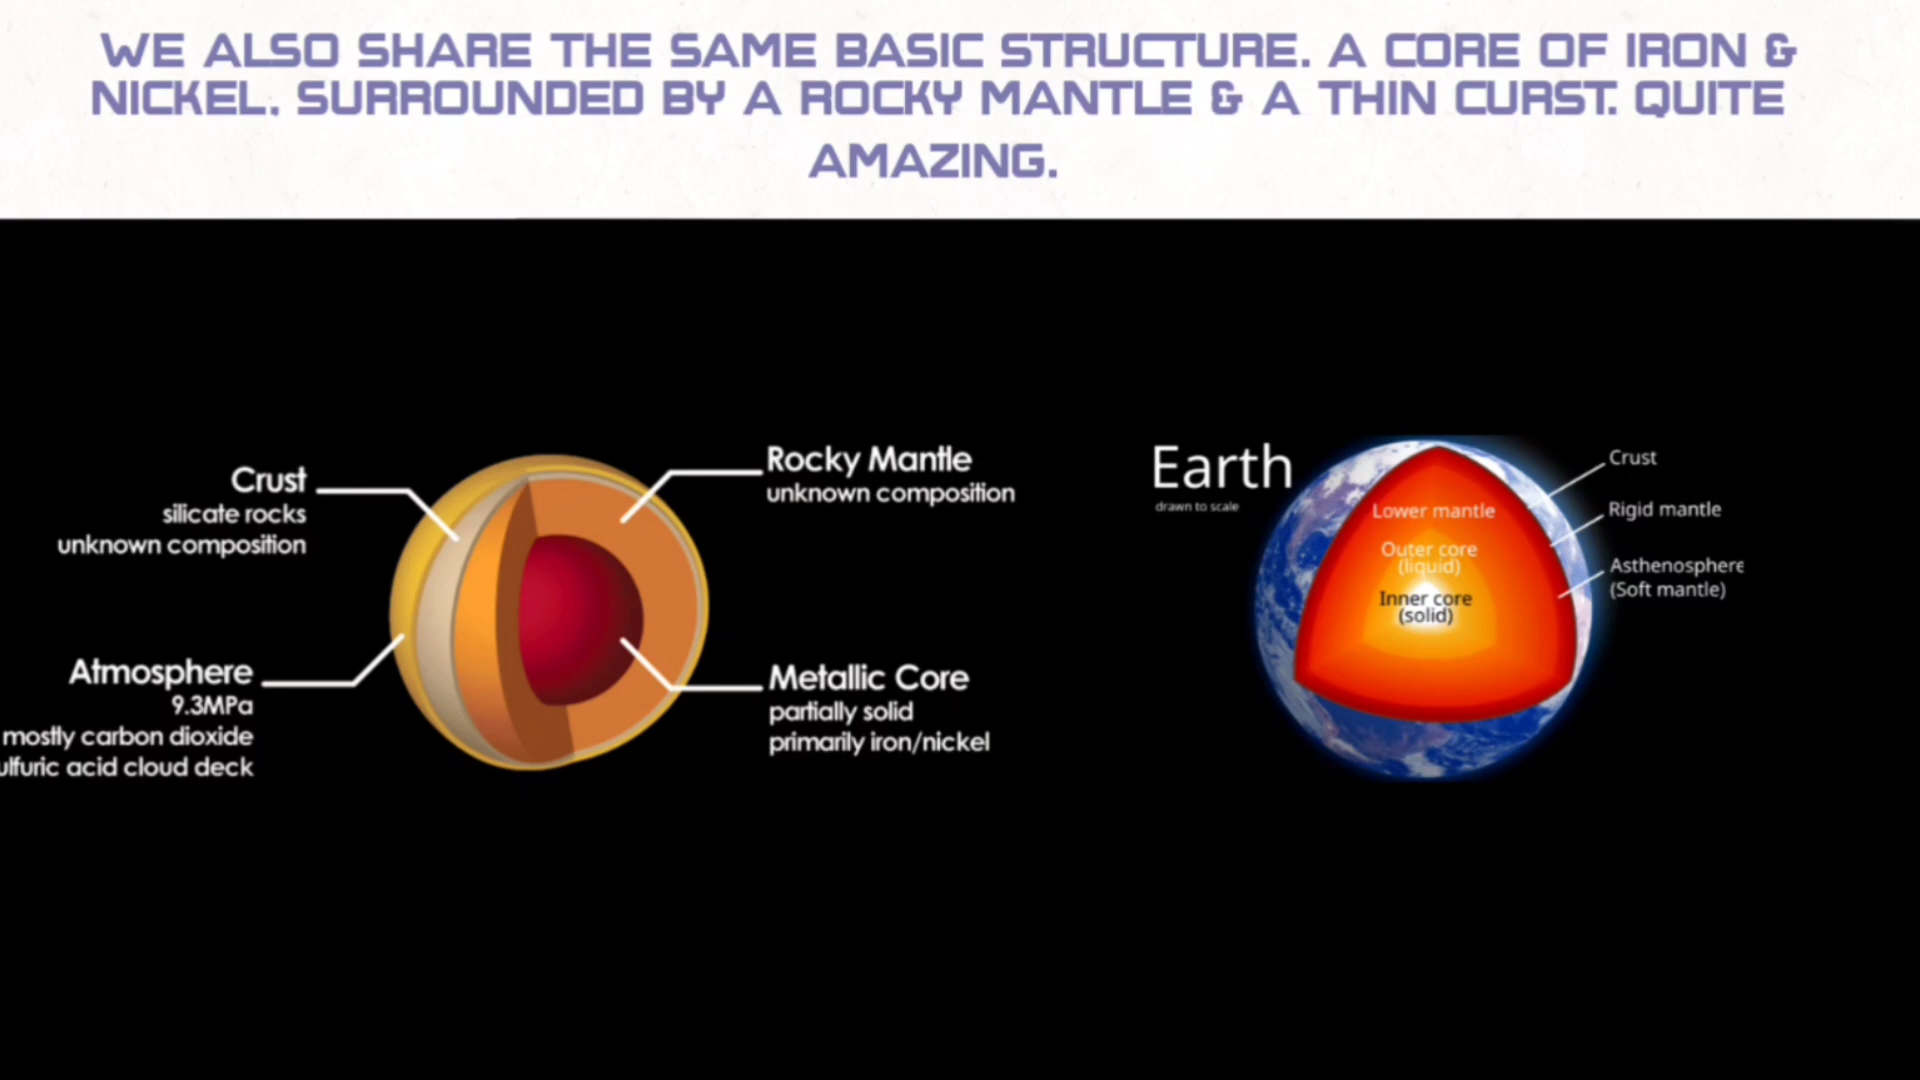 WE ALSO SHARE THE SAME BASIC STRUCTURE. A CORE OF IRON &
NICKEL, SURROUNDED BY A ROCKY MANTLE & A THIN CURST. QUITE
AMAZING.
Crust
silicate rocks
unknown composition
Atmosphere
9.3MPa
mostly carbon dioxide
ulfuric acid cloud deck
Rocky Mantle
unknown composition
Metallic Core
partially solid
primarily iron/nickel
Earth
drawn to scale
Lower mantle
Outer core
(liquid)
Inner core
(solid)
Crust
Rigid mantle
Asthenosphere
(Soft mantle)